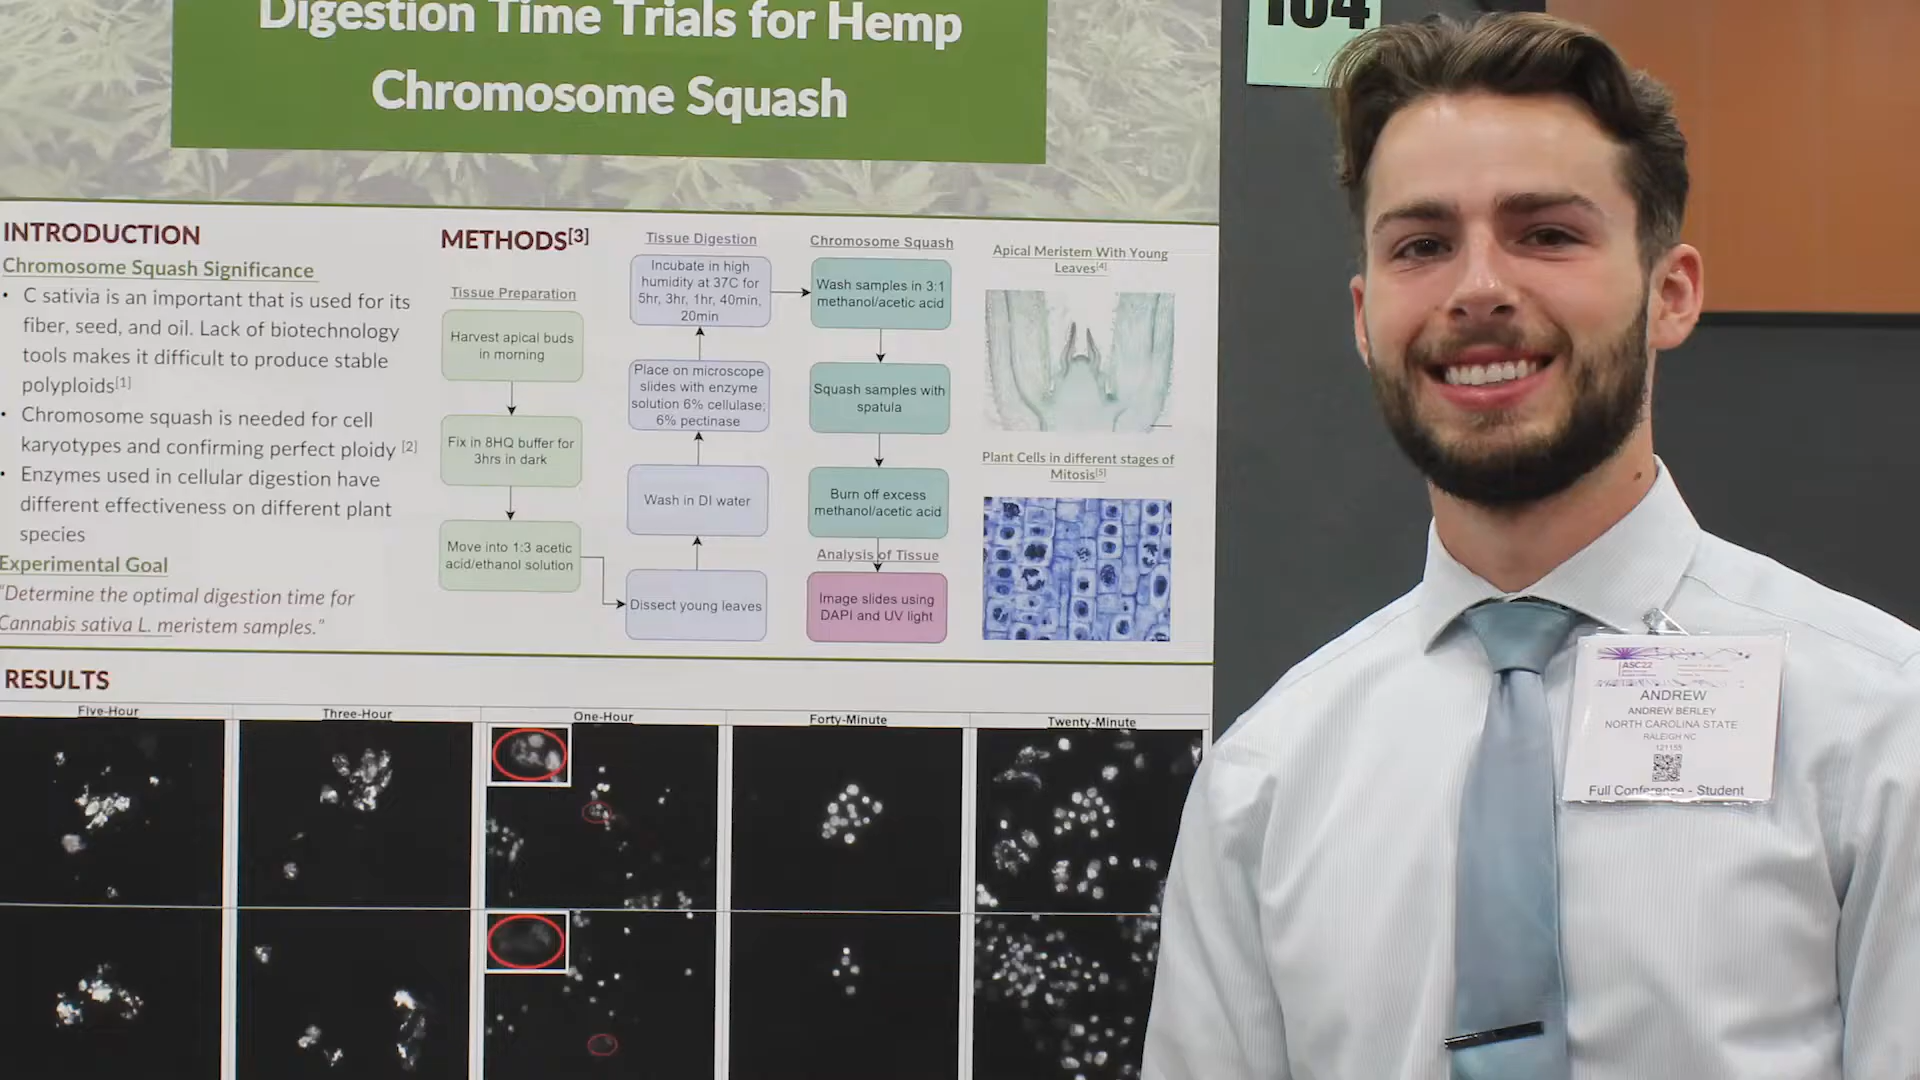 Digestion Time Trials for Hemp
Chromosome Squash
104
INTRODUCTION
Chromosome Squash Significance
• C sativia is an important that is used for its
fiber, seed, and oil. Lack of biotechnology
tools makes it difficult to produce stable
polyploids[1]
• Chromosome squash is needed for cell
karyotypes and confirming perfect ploidy [2]
• Enzymes used in cellular digestion have
different effectiveness on different plant
species
Experimental Goal
"Determine the optimal digestion time for
Cannabis sativa L. meristem samples."
METHODS[3]
Tissue Preparation
Harvest apical buds
in morning
Fix in 8HQ buffer for
3hrs in dark
Move into 1:3 acetic
acid/ethanol solution
Tissue Digestion
Incubate in high
humidity at 37C for
5hr, 3hr, 1hr, 40min,
20min
Place on microscope
slides with enzyme
solution 6% cellulase;
6% pectinase
Wash in DI water
Dissect young leaves
Chromosome Squash
Wash samples in 3:1
methanol/acetic acid
Squash samples with
spatula
Burn off excess
methanol/acetic acid
Analysis of Tissue
Image slides using
DAPI and UV light
Apical Meristem With Young
Leaves[4]
Plant Cells in different stages of
Mitosis[5]
RESULTS
Five-Hour
Three-Hour
One-Hour
Forty-Minute
Twenty-Minute
ASC22
ANDREW
ANDREW BERLEY
NORTH CAROLINA STATE
RALEIGH NC
121155
Full Conference - Student